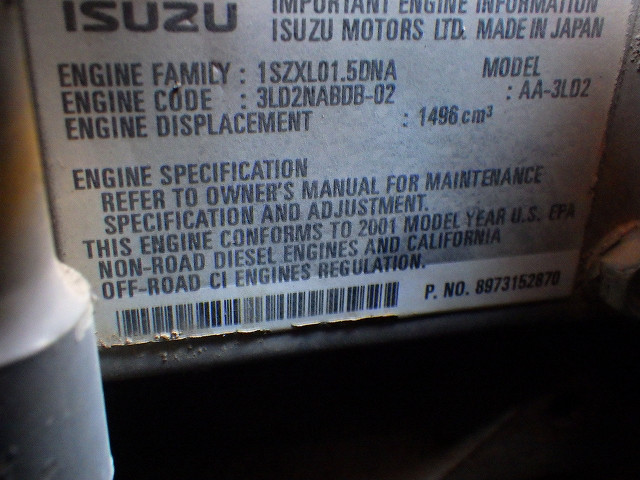 ISUZU
IMPORTANT ENGINE INFORMATION
ISUZU MOTORS LTD. MADE IN JAPAN
ENGINE FAMILY : 1SZXL01.5DNA MODEL
ENGINE CODE : 3LD2NABDB-02 : AA-3LD2
ENGINE DISPLACEMENT : 1496 cm³
ENGINE SPECIFICATION
REFER TO OWNER'S MANUAL FOR MAINTENANCE
SPECIFICATION AND ADJUSTMENT.
THIS ENGINE CONFORMS TO 2001 MODEL YEAR U.S. EPA
NON-ROAD DIESEL ENGINES AND CALIFORNIA
OFF-ROAD CI ENGINES REGULATION.
P. NO. 8973152870